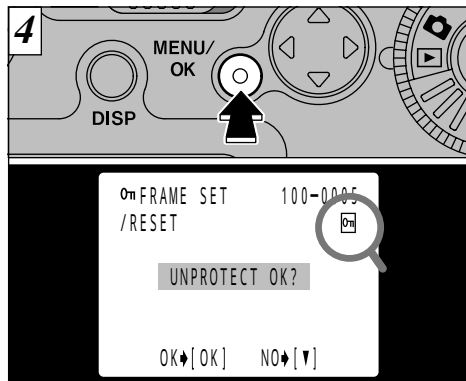 4
MENU/
OK
DISP
FRAME SET 100-0005
/RESET
UNPROTECT OK?
OK➧[OK] NO➧[▼]